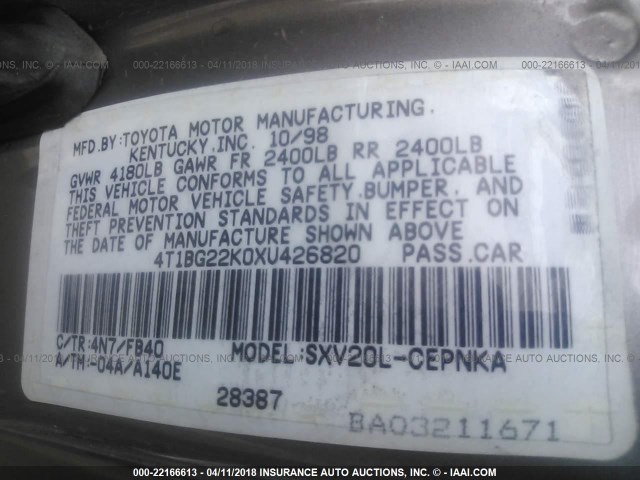 000-22166613 - 04/11/2018 INSURANCE AUTO AUCTIONS, INC. - © - IAAI.COM
MFD.BY:TOYOTA MOTOR MANUFACTURING.
KENTUCKY.INC. 10/98
GVWR 4180LB GAWR FR 2400LB RR 2400LB
THIS VEHICLE CONFORMS TO ALL APPLICABLE
FEDERAL MOTOR VEHICLE SAFETY.BUMPER. AND
THEFT PREVENTION STANDARDS IN EFFECT ON
THE DATE OF MANUFACTURE SHOWN ABOVE
4T1BG22K0XU426820 PASS.CAR
C/TR:4N7/FB40 MODEL:SXV20L-CEPNKA
A/TM:-04A/A140E
28387
BA03211671
000-22166613 - 04/11/2018 INSURANCE AUTO AUCTIONS, INC. - © - IAAI.COM